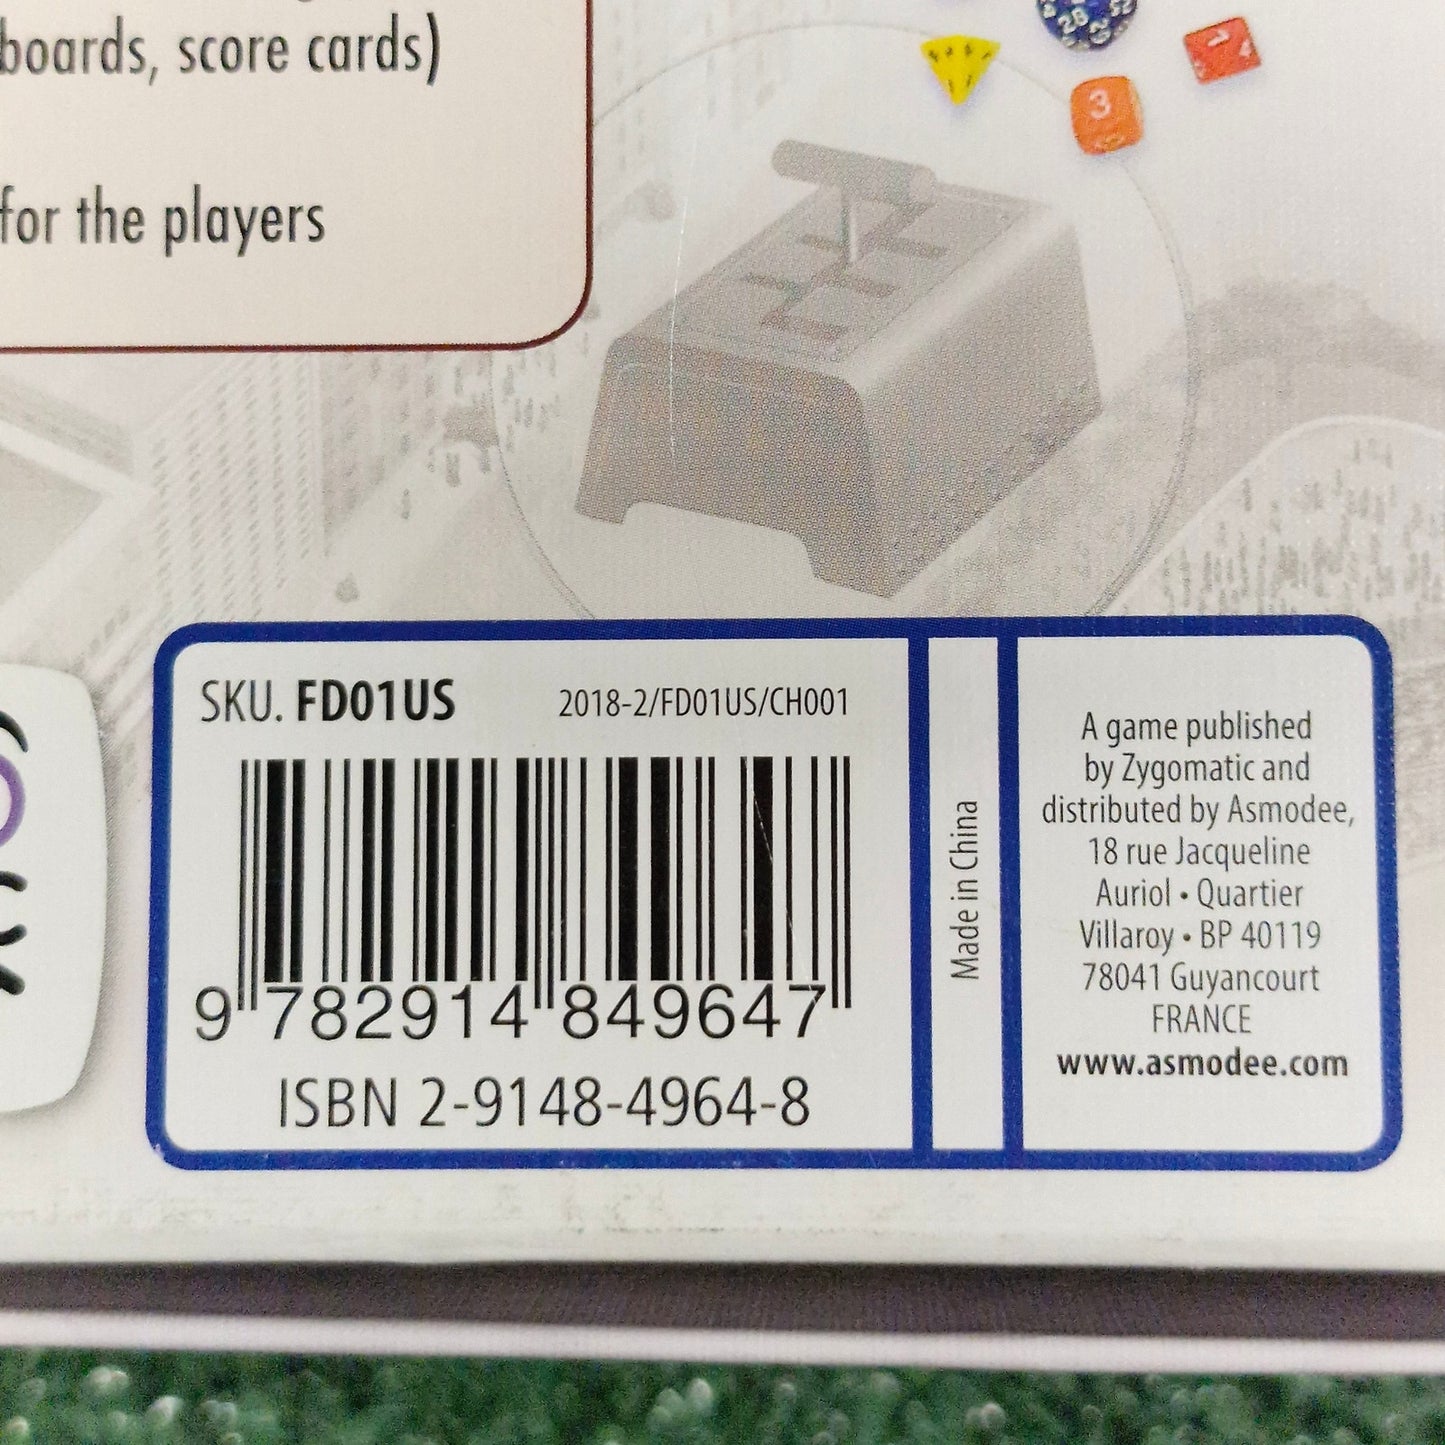 boards, score cards)
for the players
3
1
SKU. FD01US
2018-2/FD01US/CH001
9 782914 849647
ISBN 2-9148-4964-8
Made in China
A game published
by Zygomatic and
distributed by Asmodee,
18 rue Jacqueline
Auriol • Quartier
Villaroy • BP 40119
78041 Guyancourt
FRANCE
www.asmodee.com